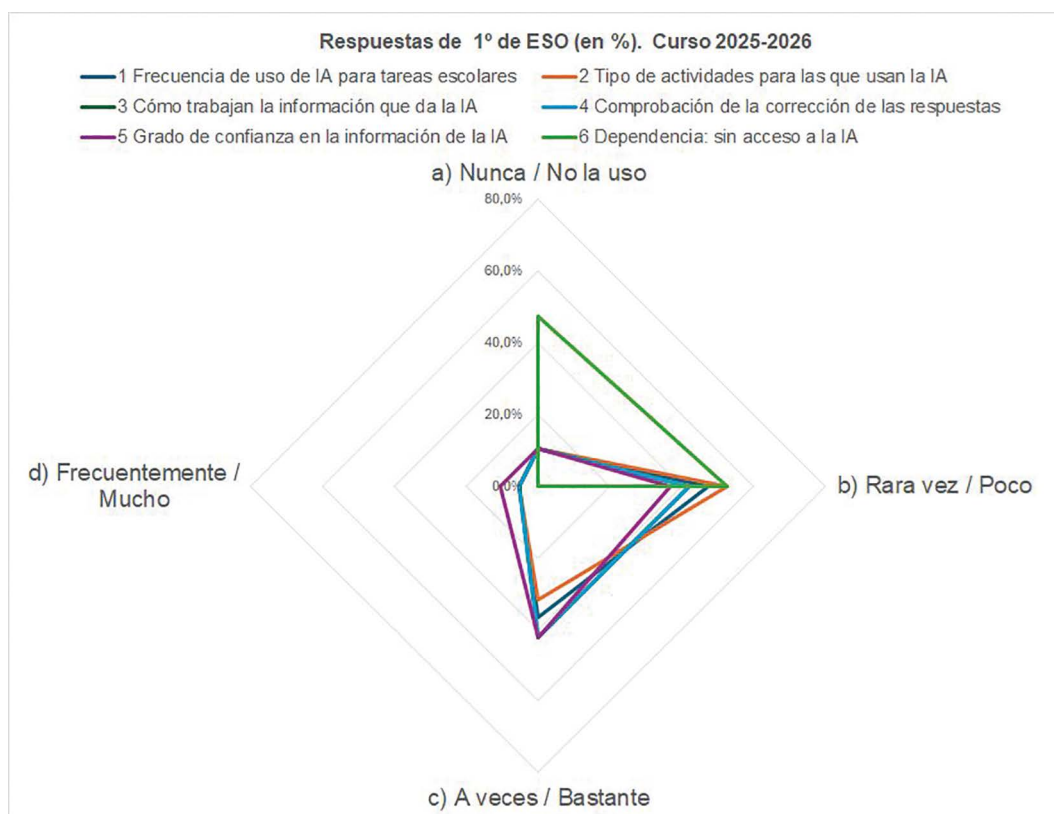 Respuestas de 1º de ESO (en %). Curso 2025-2026
1 Frecuencia de uso de IA para tareas escolares
2 Tipo de actividades para las que usan la IA
3 Cómo trabajan la información que da la IA
4 Comprobación de la corrección de las respuestas
5 Grado de confianza en la información de la IA
6 Dependencia: sin acceso a la IA
a) Nunca / No la uso
80,0%
60,0%
40,0%
20,0%
0,0%
d) Frecuentemente /
Mucho
b) Rara vez / Poco
c) A veces / Bastante